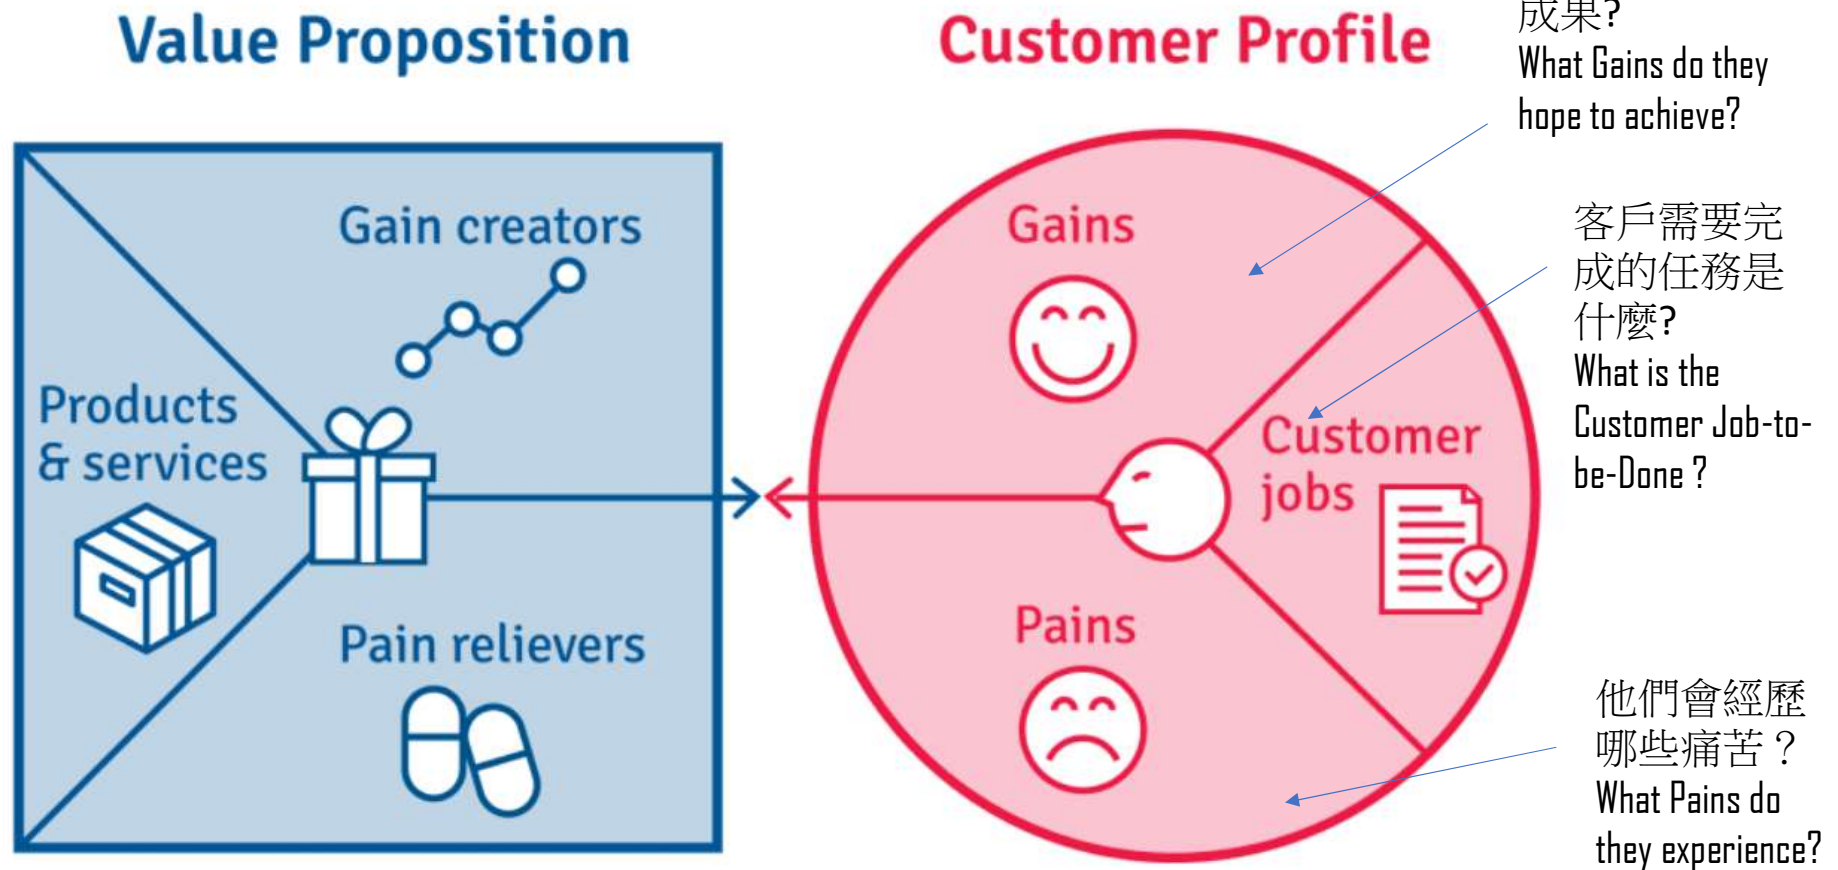 Value Proposition
Customer Profile
成果?
What Gains do they
hope to achieve?
Gain creators
Gains
客戶需要完
成的任務是
什麼?
What is the
Customer Job-to-
be-Done ?
Products
& services
Customer
jobs
Pain relievers
Pains
他們會經歷
哪些痛苦？
What Pains do
they experience?